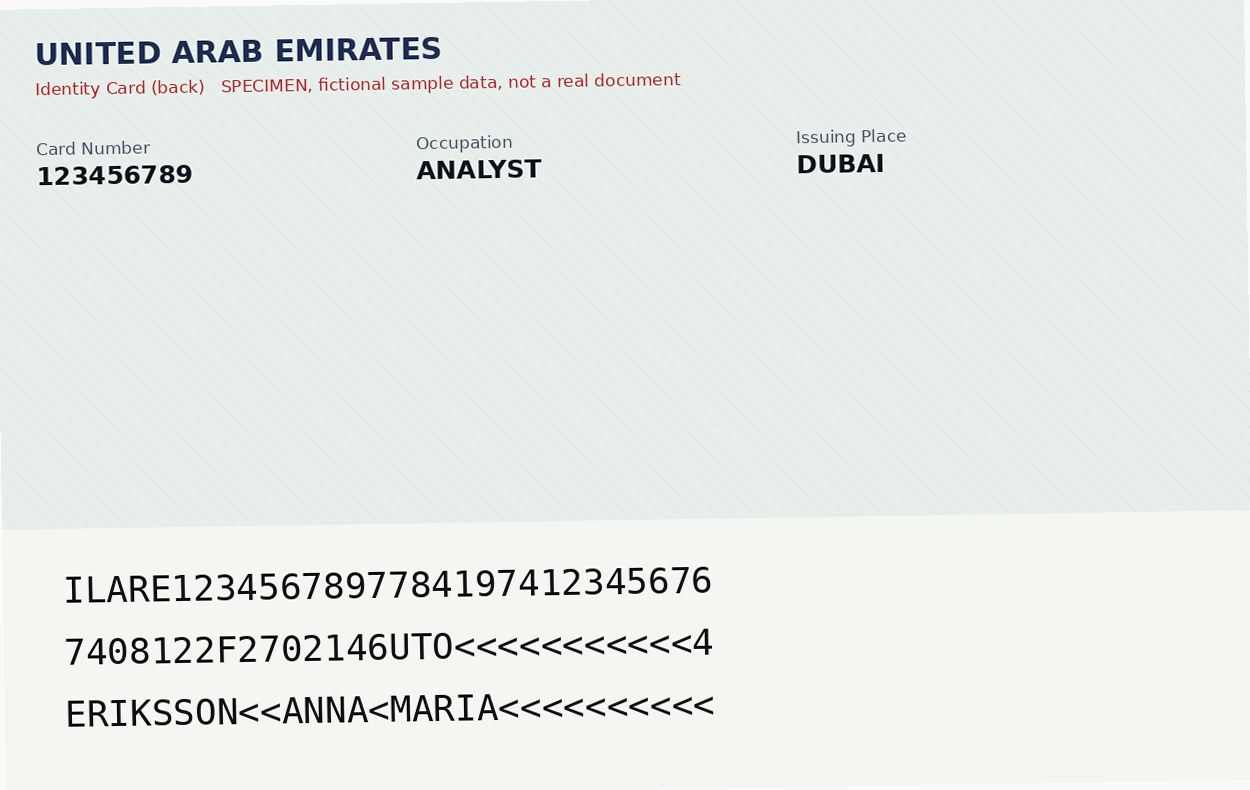 UNITED ARAB EMIRATES
Identity Card (back) SPECIMEN, fictional sample data, not a real document
Card Number Occupation Issuing Place
123456789 ANALYST DUBAI
ILARE1234567897784197412345676
7408122F2702146UTO<<<<<<<<<<<4
ERIKSSON<<ANNA<MARIA<<<<<<<<<<